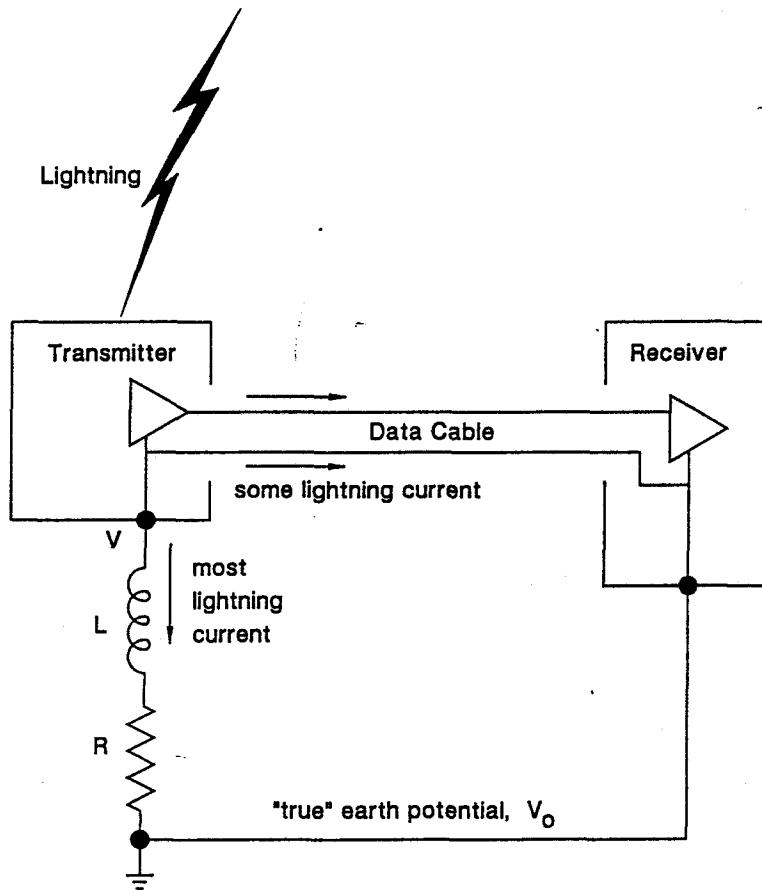 Lightning
Transmitter
Receiver
Data Cable
some lightning current
V
most
lightning
current
L
R
"true" earth potential, V₀